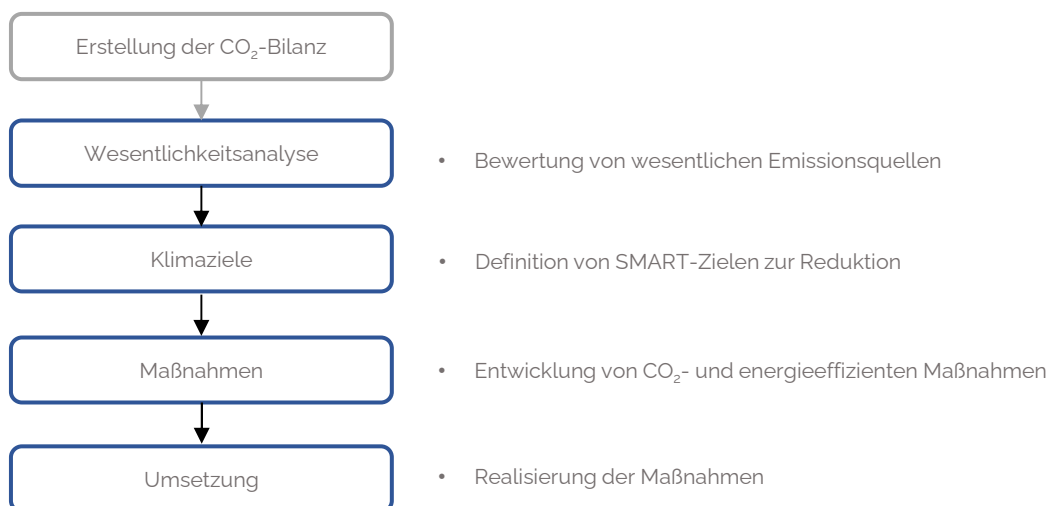 Erstellung der CO₂-Bilanz
Wesentlichkeitsanalyse
• Bewertung von wesentlichen Emissionsquellen
Klimaziele
• Definition von SMART-Zielen zur Reduktion
Maßnahmen
• Entwicklung von CO₂- und energieeffizienten Maßnahmen
Umsetzung
• Realisierung der Maßnahmen